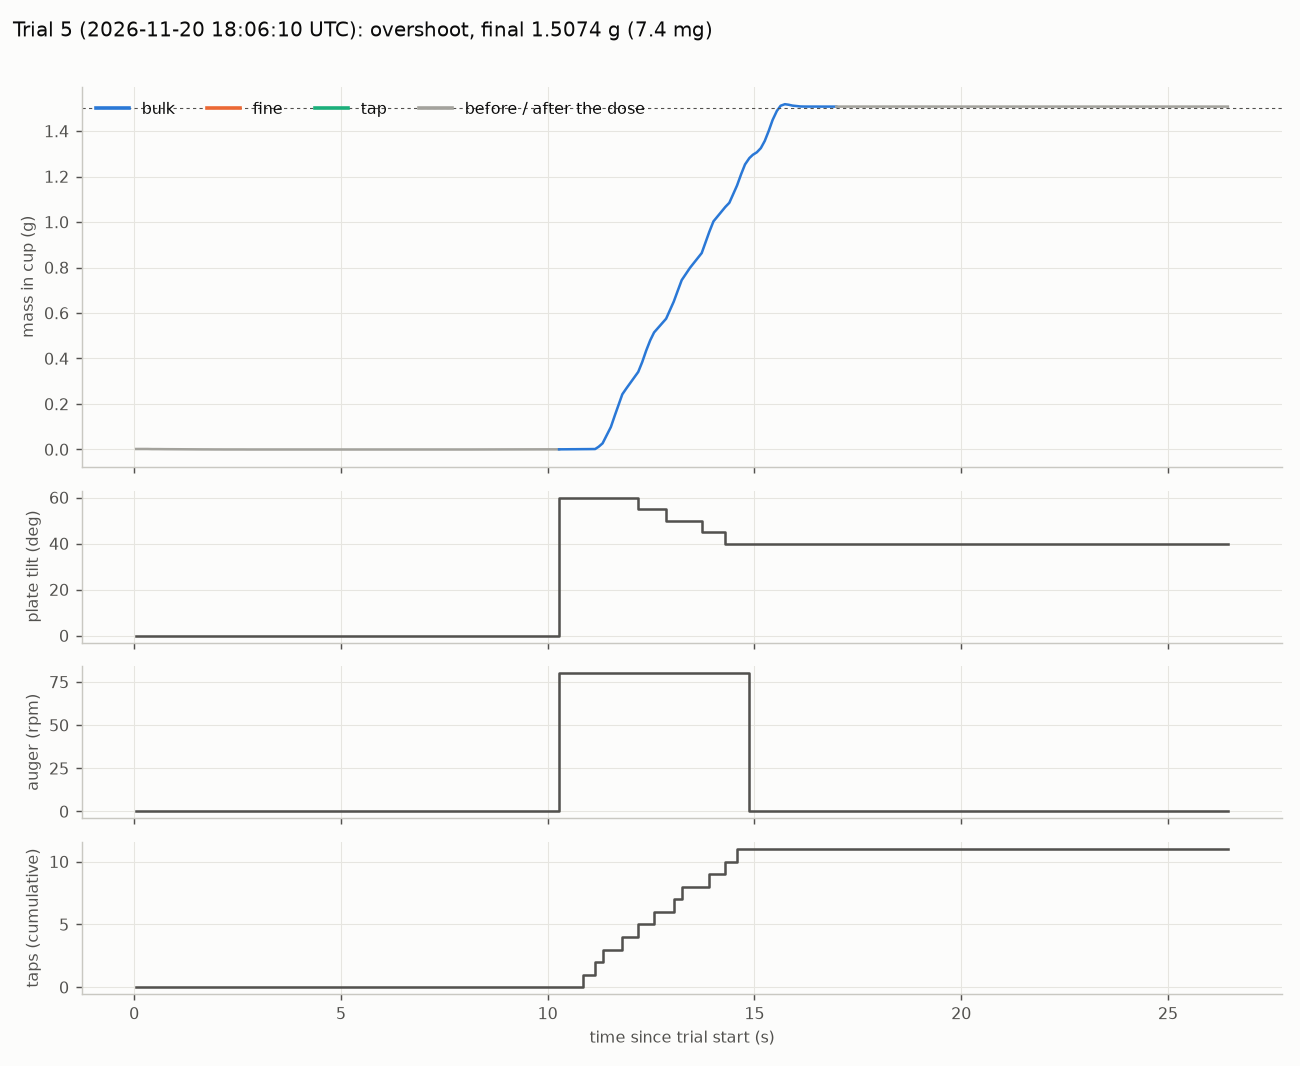 Trial 5 (2026-11-20 18:06:10 UTC): overshoot, final 1.5074 g (7.4 mg)
bulk fine tap before / after the dose
mass in cup (g)
1.4
1.2
1.0
0.8
0.6
0.4
0.2
0.0
plate tilt (deg)
60
40
20
0
auger (rpm)
75
50
25
0
taps (cumulative)
10
5
0
0 5 10 15 20 25
time since trial start (s)